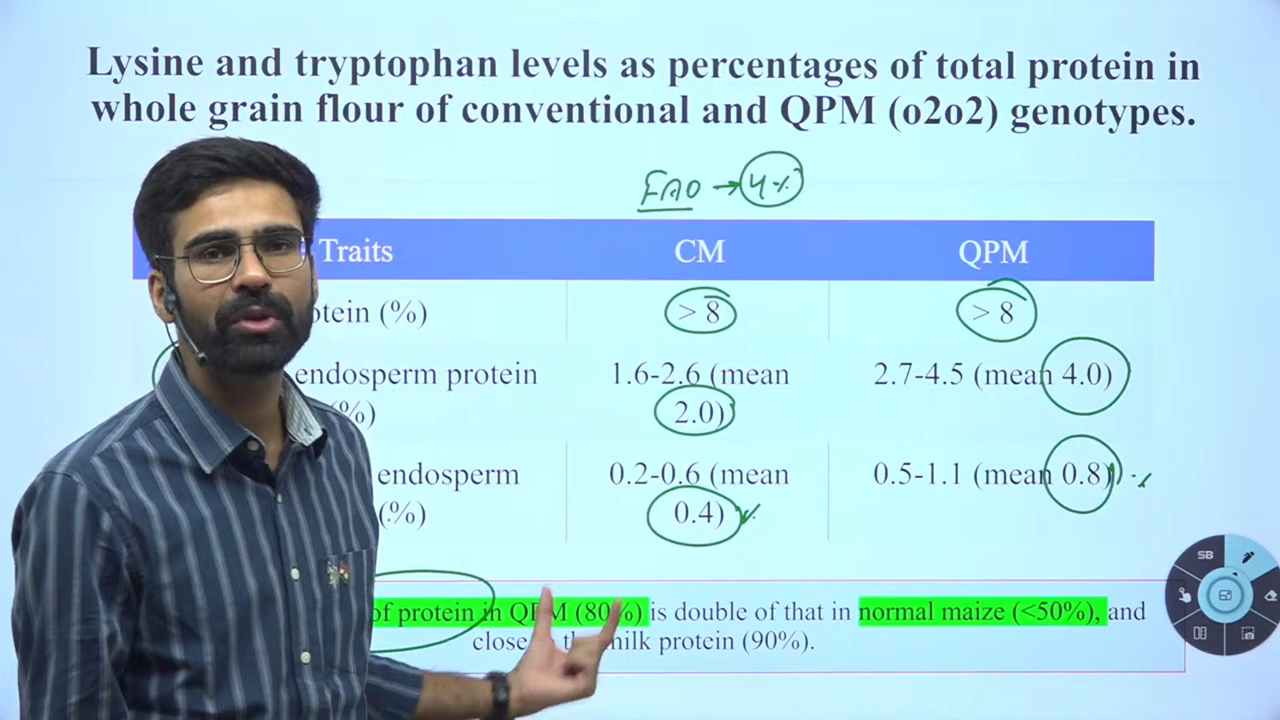 Lysine and tryptophan levels as percentages of total protein in
whole grain flour of conventional and QPM (o2o2) genotypes.
FAO → 4%
Traits CM QPM
(%) > 8 > 8
endosperm protein 1.6-2.6 (mean 2.7-4.5 (mean 4.0)
(%) 2.0)
endosperm 0.2-0.6 (mean 0.5-1.1 (mean 0.8) %
(%) 0.4) %
of protein in QPM (80%) is double of that in normal maize (<50%), and
milk protein (90%).
SB